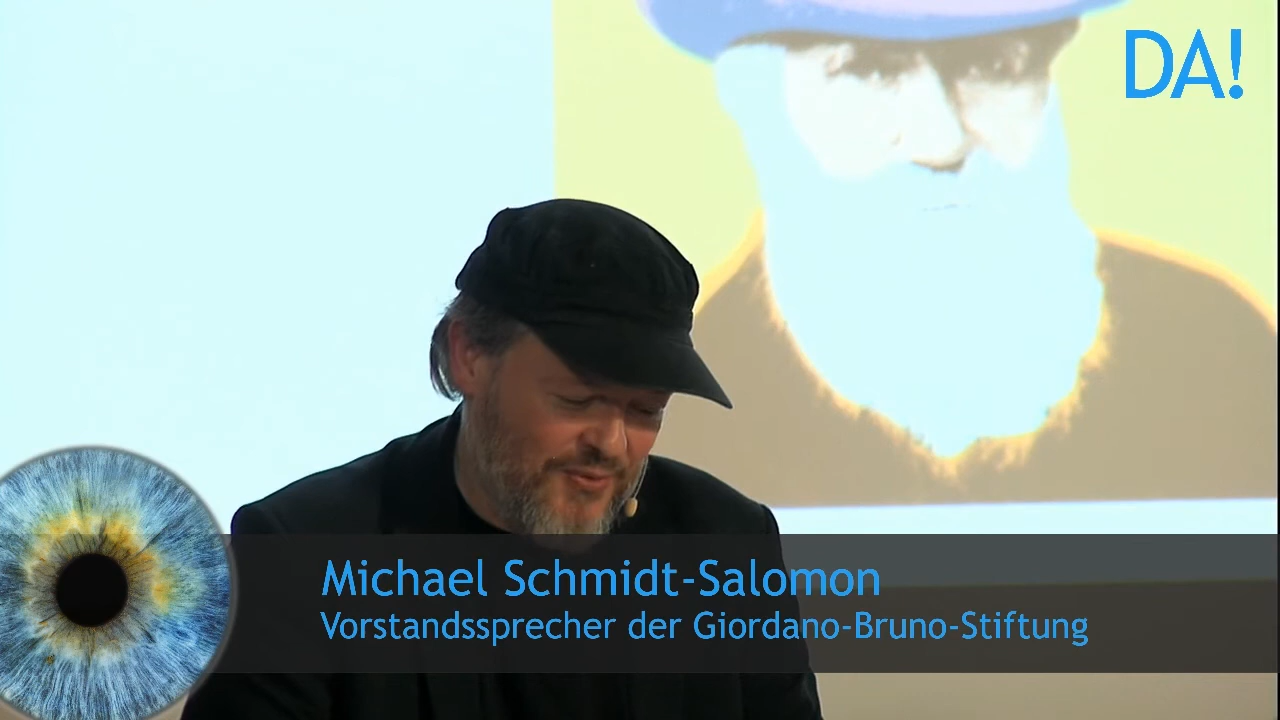 DA!
Michael Schmidt-Salomon
Vorstandssprecher der Giordano-Bruno-Stiftung